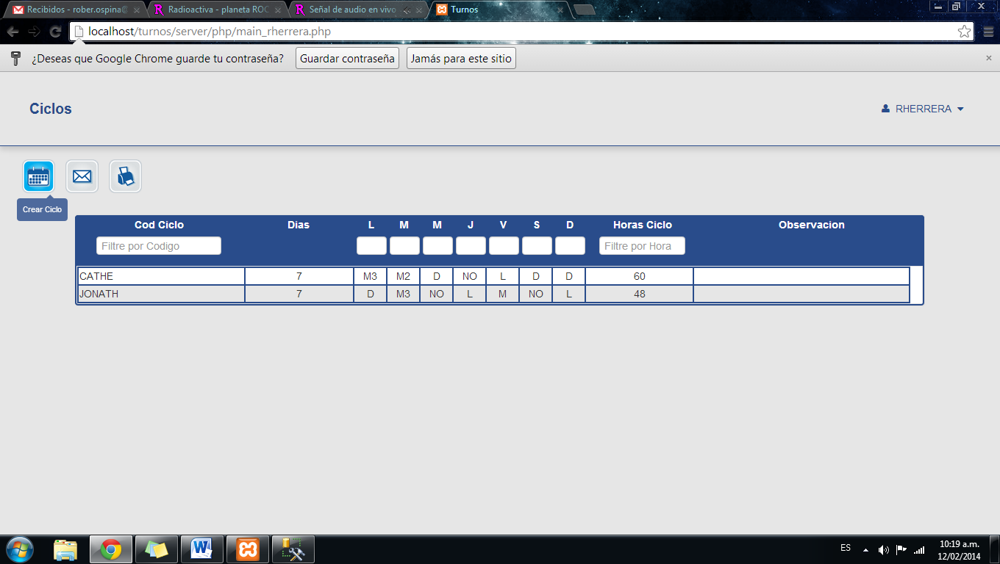 Recibidos - rober.ospina@
Radioactiva - planeta ROC
Señal de audio en vivo
Turnos
localhost/turnos/server/php/main_rherrera.php
¿Deseas que Google Chrome guarde tu contraseña? Guardar contraseña Jamás para este sitio
Ciclos
RHERRERA
Crear Ciclo
Cod Ciclo Dias L M M J V S D Horas Ciclo Observacion
Filtre por Codigo Filtre por Hora
CATHE 7 M3 M2 D NO L D D 60
JONATH 7 D M3 NO L M NO L 48
ES
10:19 a.m.
12/02/2014